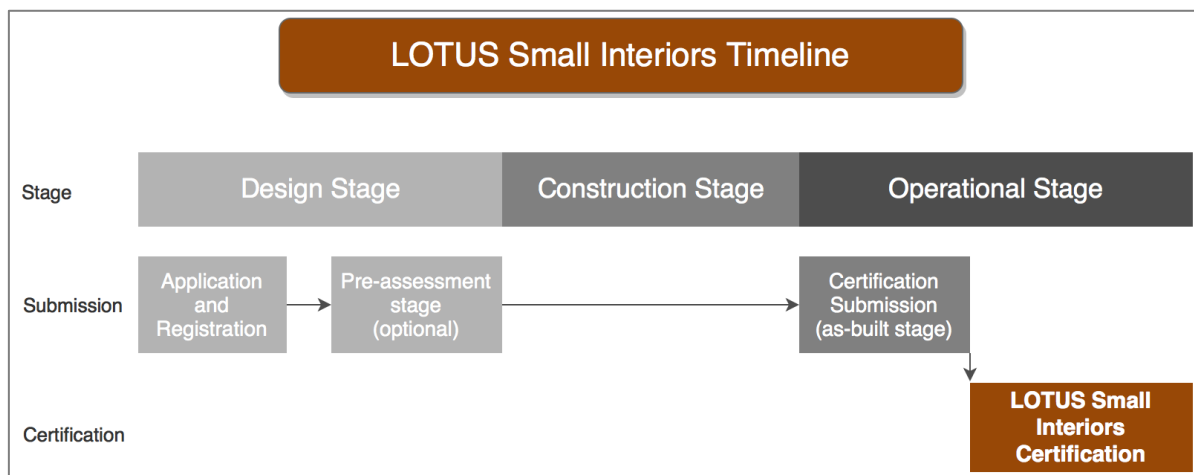 LOTUS Small Interiors Timeline
Stage
Design Stage
Construction Stage
Operational Stage
Submission
Application
and
Registration
Pre-assessment
stage
(optional)
Certification
Submission
(as-built stage)
Certification
LOTUS Small
Interiors
Certification